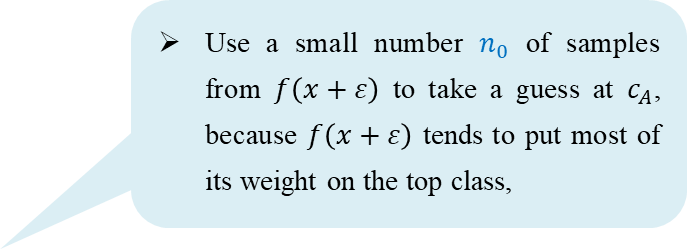 ➤ Use a small number n₀ of samples
from f(x + ε) to take a guess at c_A,
because f(x + ε) tends to put most of
its weight on the top class,